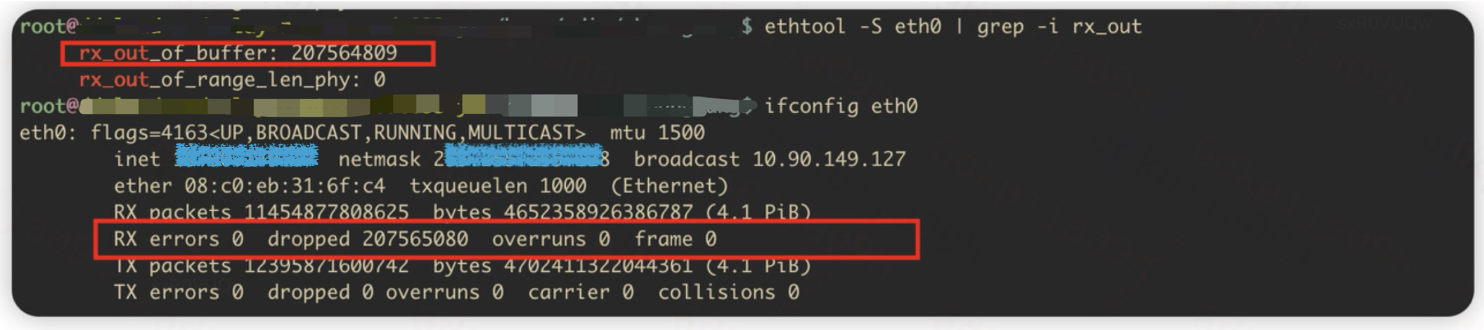 root@ $ ethtool -S eth0 | grep -i rx_out
rx_out_of_buffer: 207564809
rx_out_of_range_len_phy: 0
root@ $ ifconfig eth0
eth0: flags=4163<UP,BROADCAST,RUNNING,MULTICAST> mtu 1500
inet netmask 2 8 broadcast 10.90.149.127
ether 08:c0:eb:31:6f:c4 txqueuelen 1000 (Ethernet)
RX packets 11454877808625 bytes 4652358926386787 (4.1 PiB)
RX errors 0 dropped 207565080 overruns 0 frame 0
TX packets 12395871600742 bytes 4702411322044361 (4.1 PiB)
TX errors 0 dropped 0 overruns 0 carrier 0 collisions 0